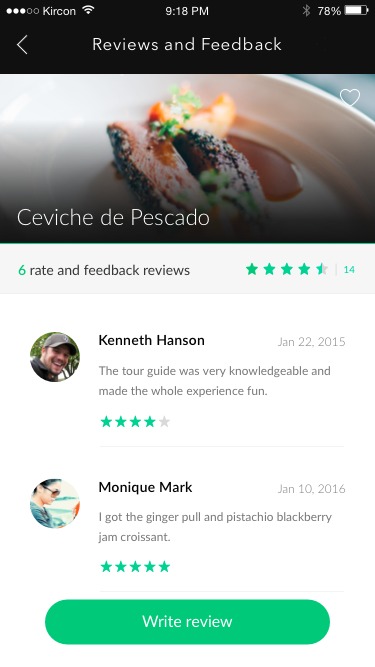 Kircon 9:18 PM 78%
Reviews and Feedback
Ceviche de Pescado
6 rate and feedback reviews 14
Kenneth Hanson Jan 22, 2015
The tour guide was very knowledgeable and
made the whole experience fun.
Monique Mark Jan 10, 2016
I got the ginger pull and pistachio blackberry
jam croissant.
Write review